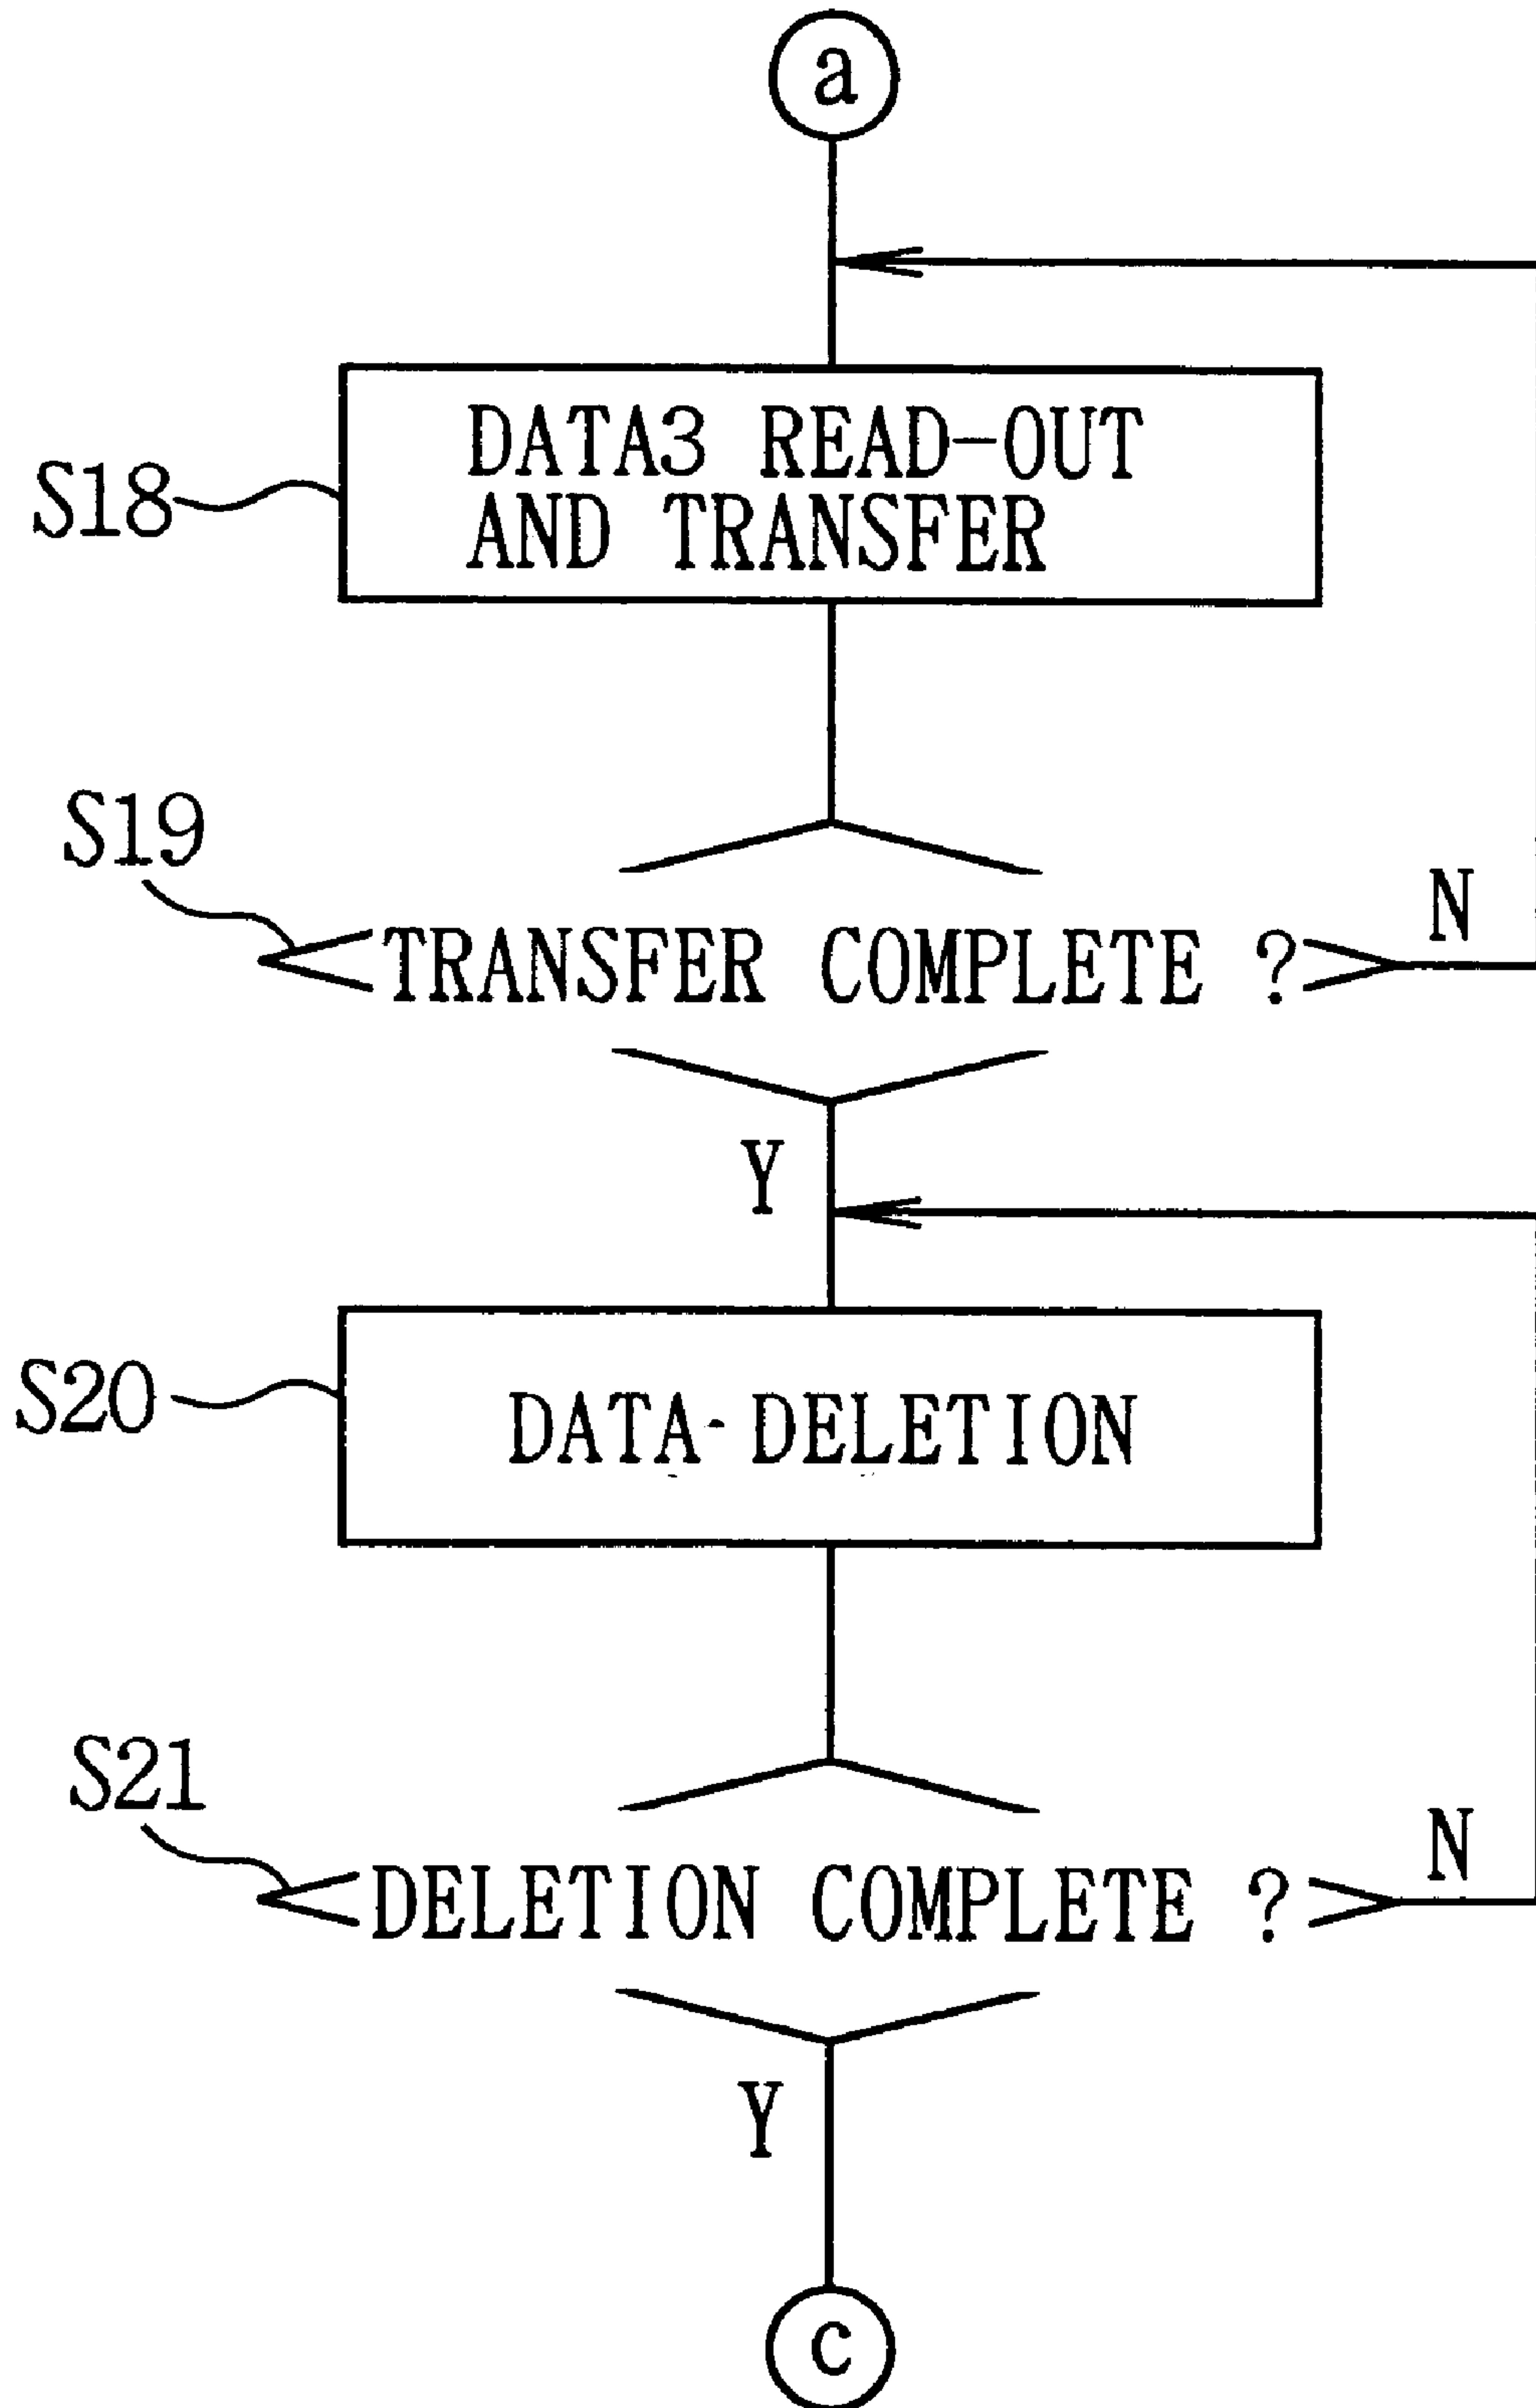 a
S18
DATA3 READ-OUT
AND TRANSFER
S19
TRANSFER COMPLETE ?
N
Y
S20
DATA-DELETION
S21
DELETION COMPLETE ?
N
Y
c